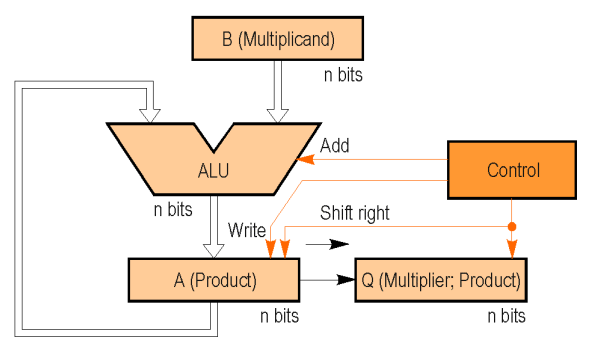 B (Multiplicand)
n bits
Add
ALU
Control
n bits
Write
Shift right
A (Product)
Q (Multiplier; Product)
n bits
n bits